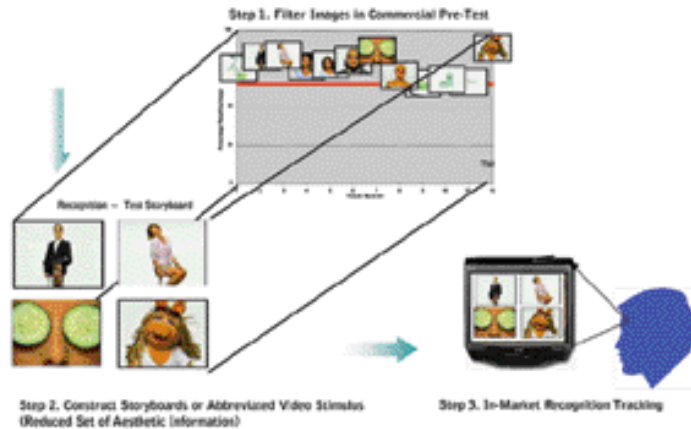 Step 1. Filter Images in Commercial Pre-Test
Recognition — Test Storyboard
Step 2. Construct Storyboards or Abbreviated Video Stimulus
(Reduced Set of Aesthetic Information)
Step 3. In-Market Recognition Tracking